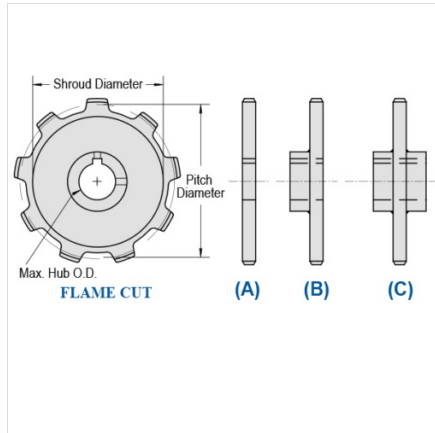 Shroud Diameter
Pitch
Diameter
Max. Hub O.D.
FLAME CUT
(A)
(B)
(C)